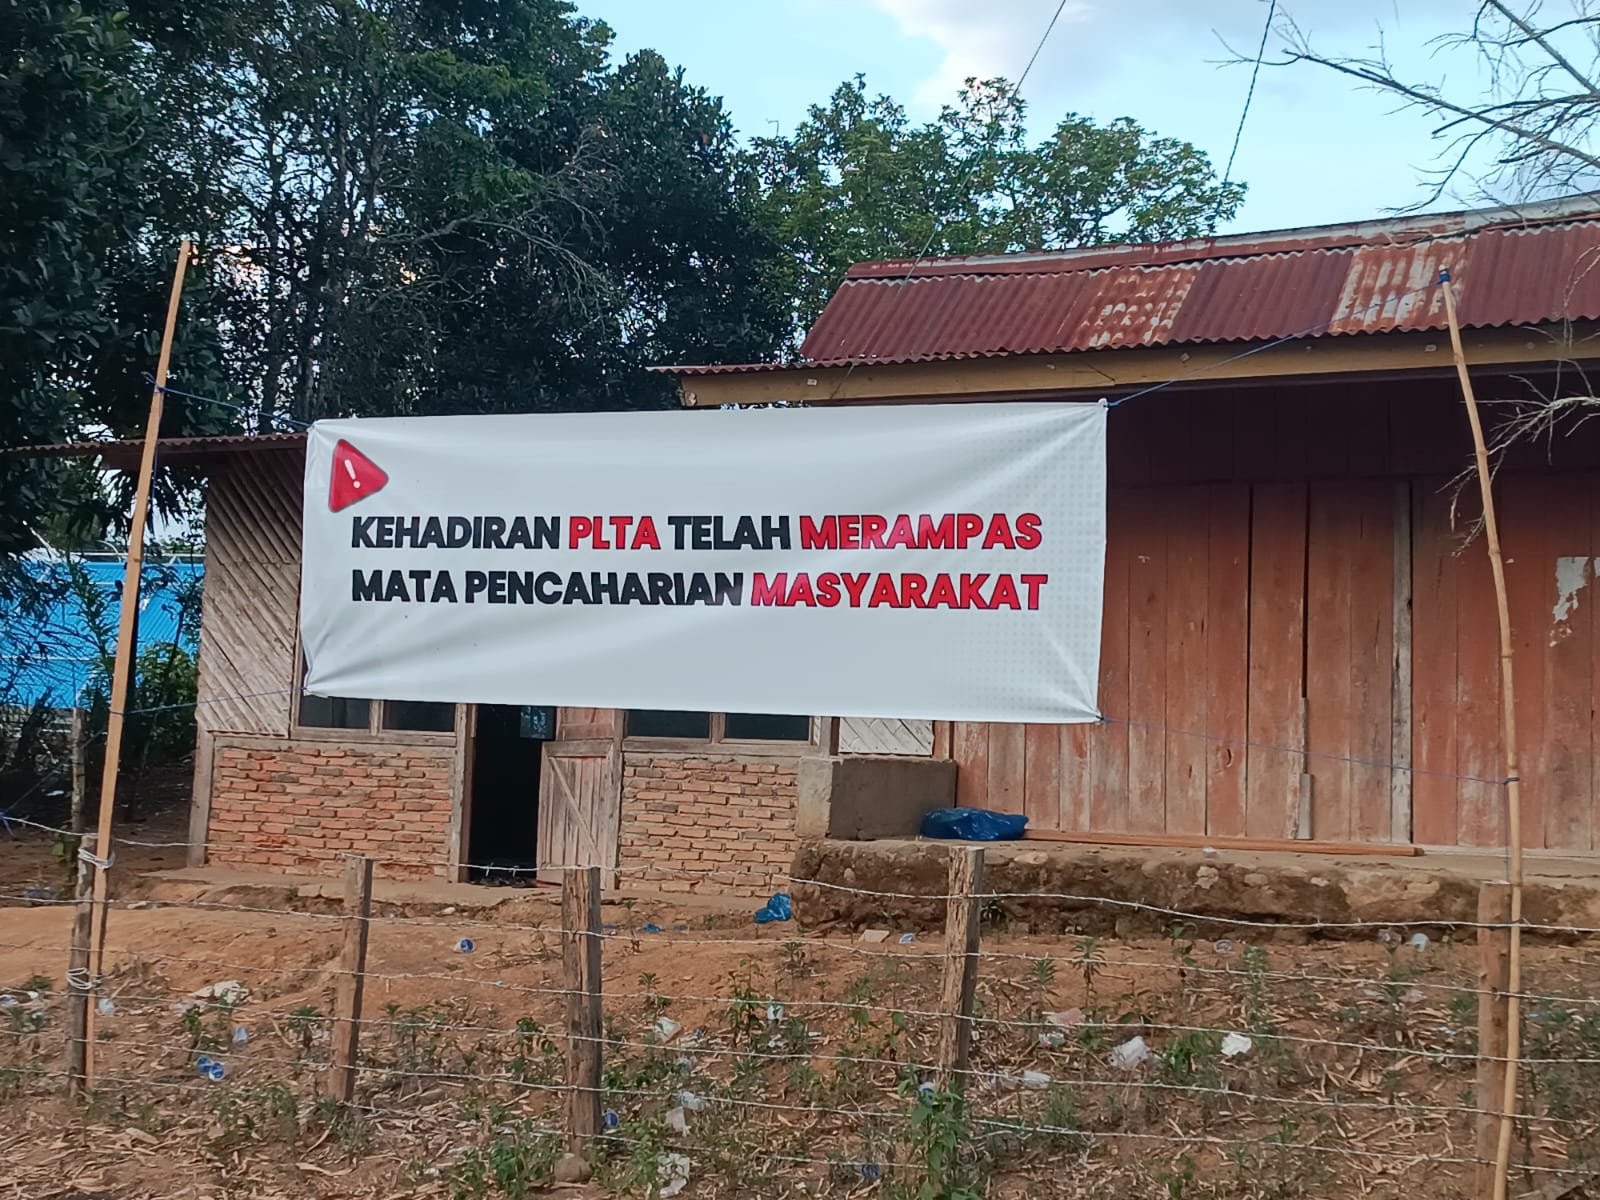 KEHADIRAN PLTA TELAH MERAMPAS
MATA PENCAHARIAN MASYARAKAT